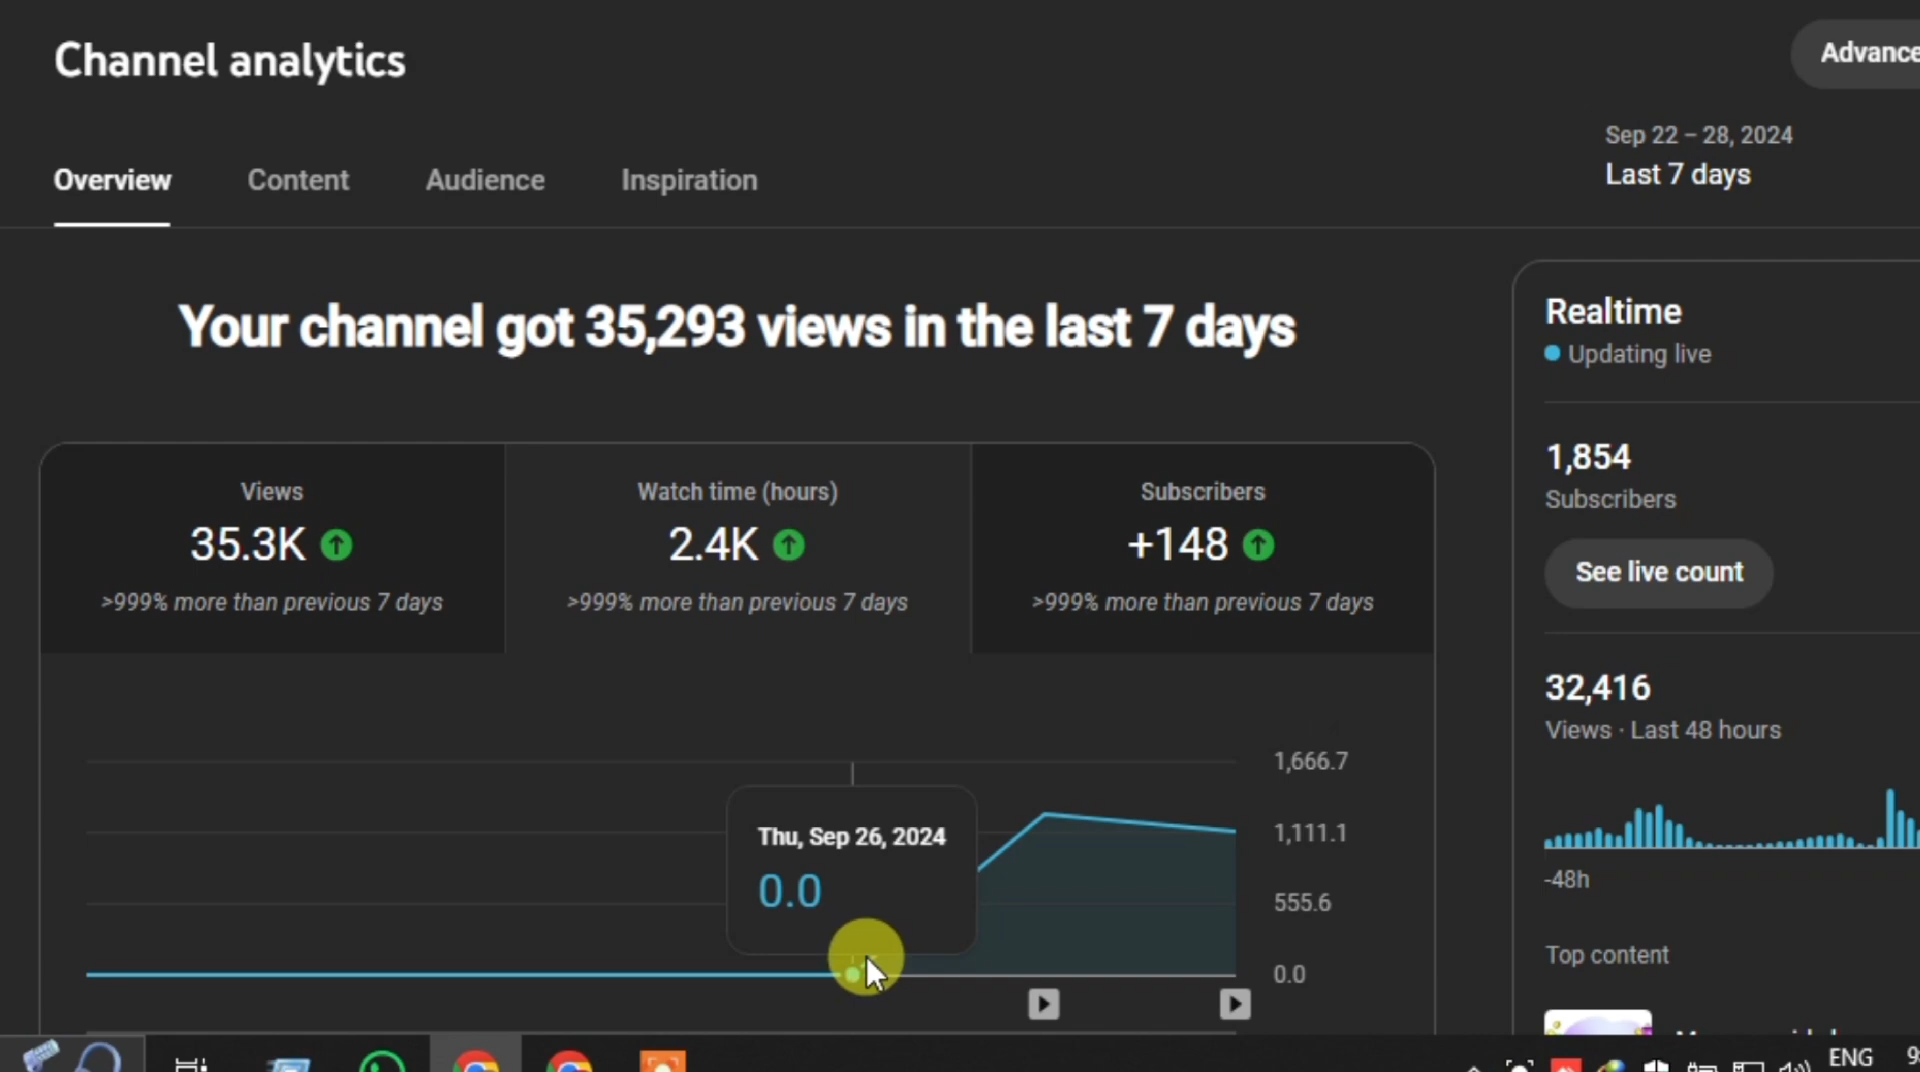 Channel analytics
Advance
Sep 22 – 28, 2024
Last 7 days
Overview Content Audience Inspiration
Your channel got 35,293 views in the last 7 days
Views
35.3K
>999% more than previous 7 days
Watch time (hours)
2.4K
>999% more than previous 7 days
Subscribers
+148
>999% more than previous 7 days
1,666.7
1,111.1
555.6
0.0
Thu, Sep 26, 2024
0.0
Realtime
Updating live
1,854
Subscribers
See live count
32,416
Views · Last 48 hours
-48h
Top content
ENG